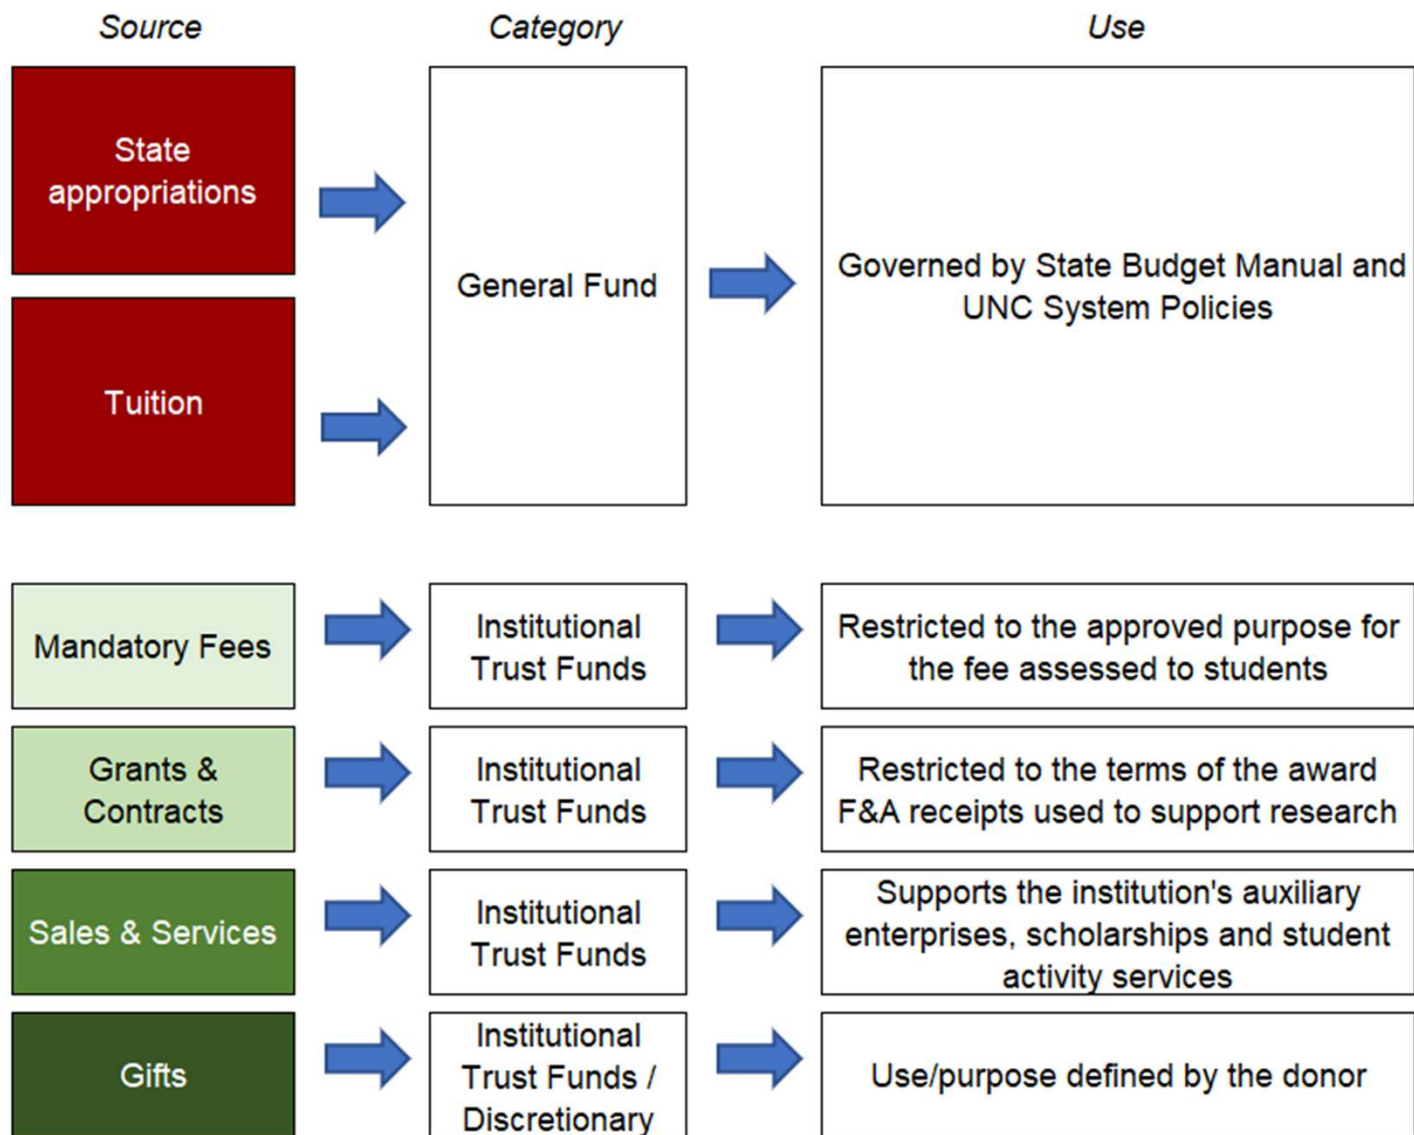 Source
Category
Use
State
appropriations
General Fund
Governed by State Budget Manual and
UNC System Policies
Tuition
Mandatory Fees
Institutional
Trust Funds
Restricted to the approved purpose for
the fee assessed to students
Grants &
Contracts
Institutional
Trust Funds
Restricted to the terms of the award
F&A receipts used to support research
Sales & Services
Institutional
Trust Funds
Supports the institution's auxiliary
enterprises, scholarships and student
activity services
Gifts
Institutional
Trust Funds /
Discretionary
Use/purpose defined by the donor